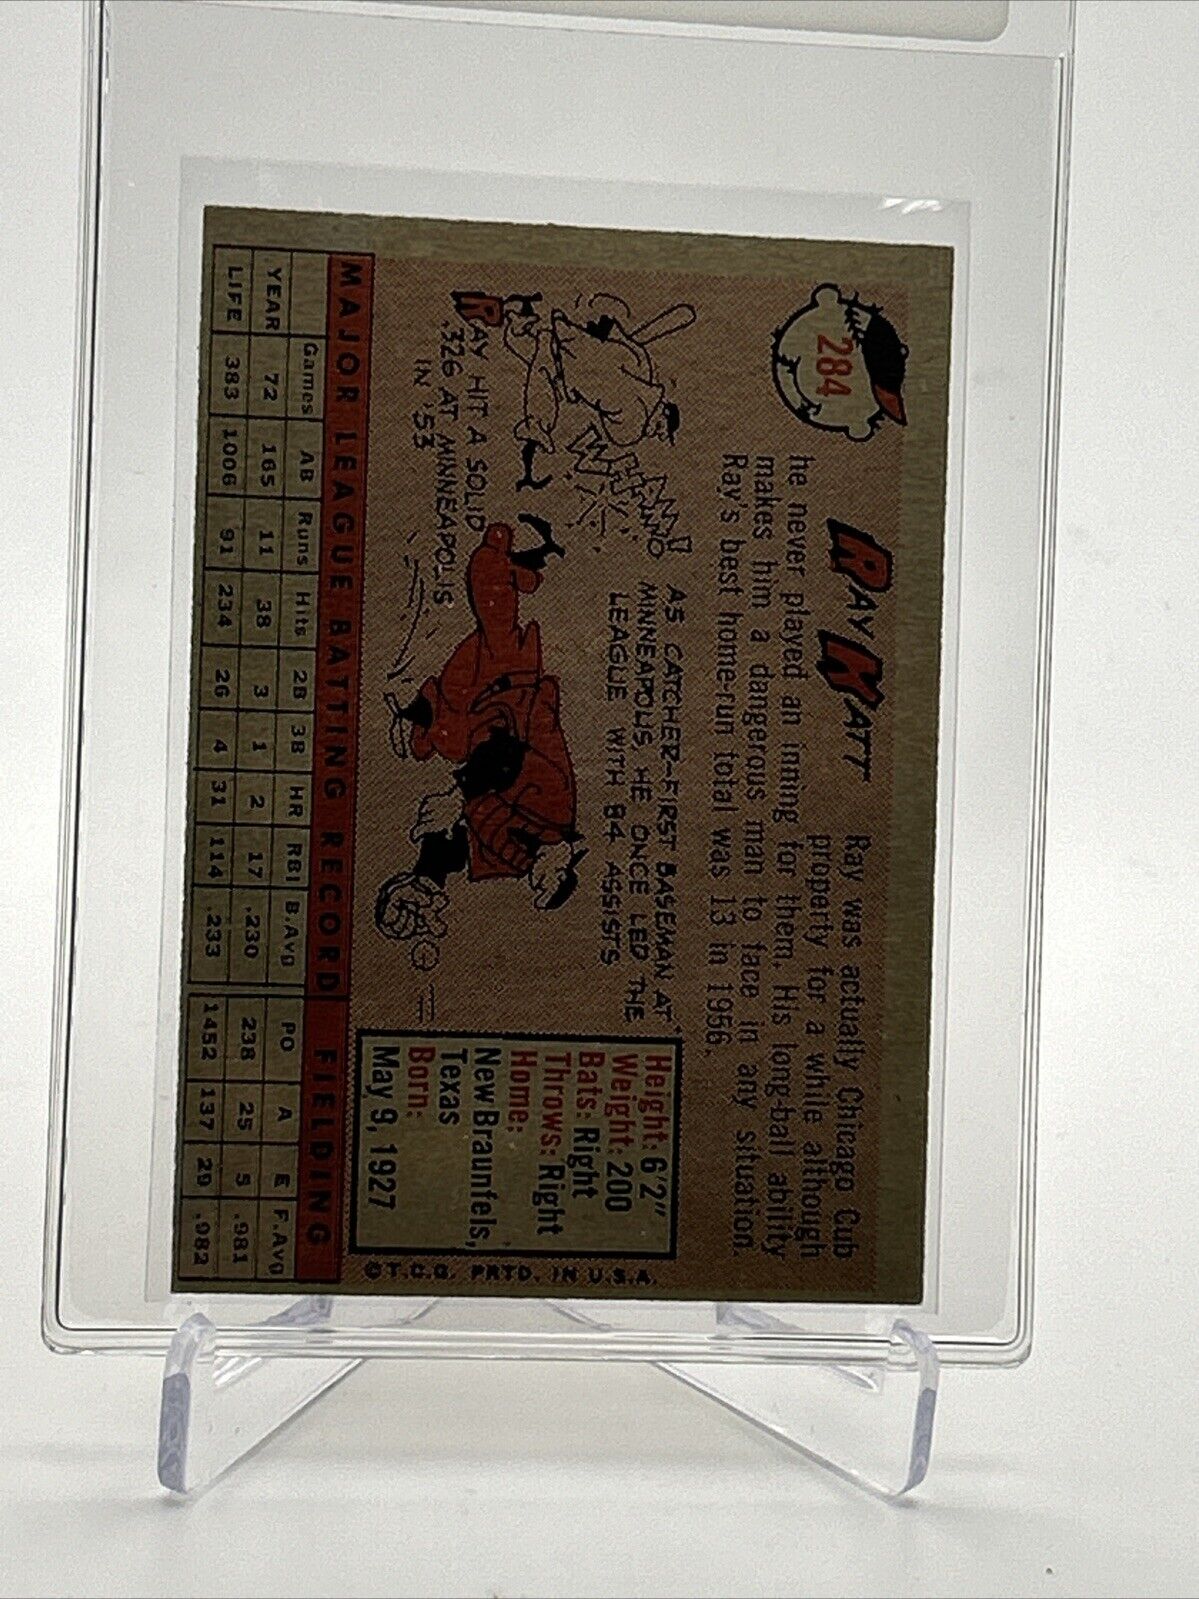 284
RAY KATT
Ray was actually Chicago Cub
property for a while although
he never played an inning for them. His long-ball ability
makes him a dangerous man to face in any situation.
Ray's best home-run total was 13 in 1956.
WHAM!
AS CATCHER-FIRST BASEMAN AT
MINNEAPOLIS, HE ONCE LED THE
LEAGUE WITH 84 ASSISTS
RAY HIT A SOLID
.326 AT MINNEAPOLIS
IN '53
Height: 6'2"
Weight: 200
Bats: Right
Throws: Right
Home:
New Braunfels,
Texas
Born:
May 9, 1927
© T.C.G. PRTD. IN U.S.A.
MAJOR LEAGUE BATTING RECORD FIELDING
Games AB Runs Hits 2B 3B HR RBI B.Avg PO A E F.Avg
YEAR 72 165 11 38 3 1 2 17 .230 238 25 5 .981
LIFE 383 1006 91 234 26 4 31 114 .233 1452 137 29 .982